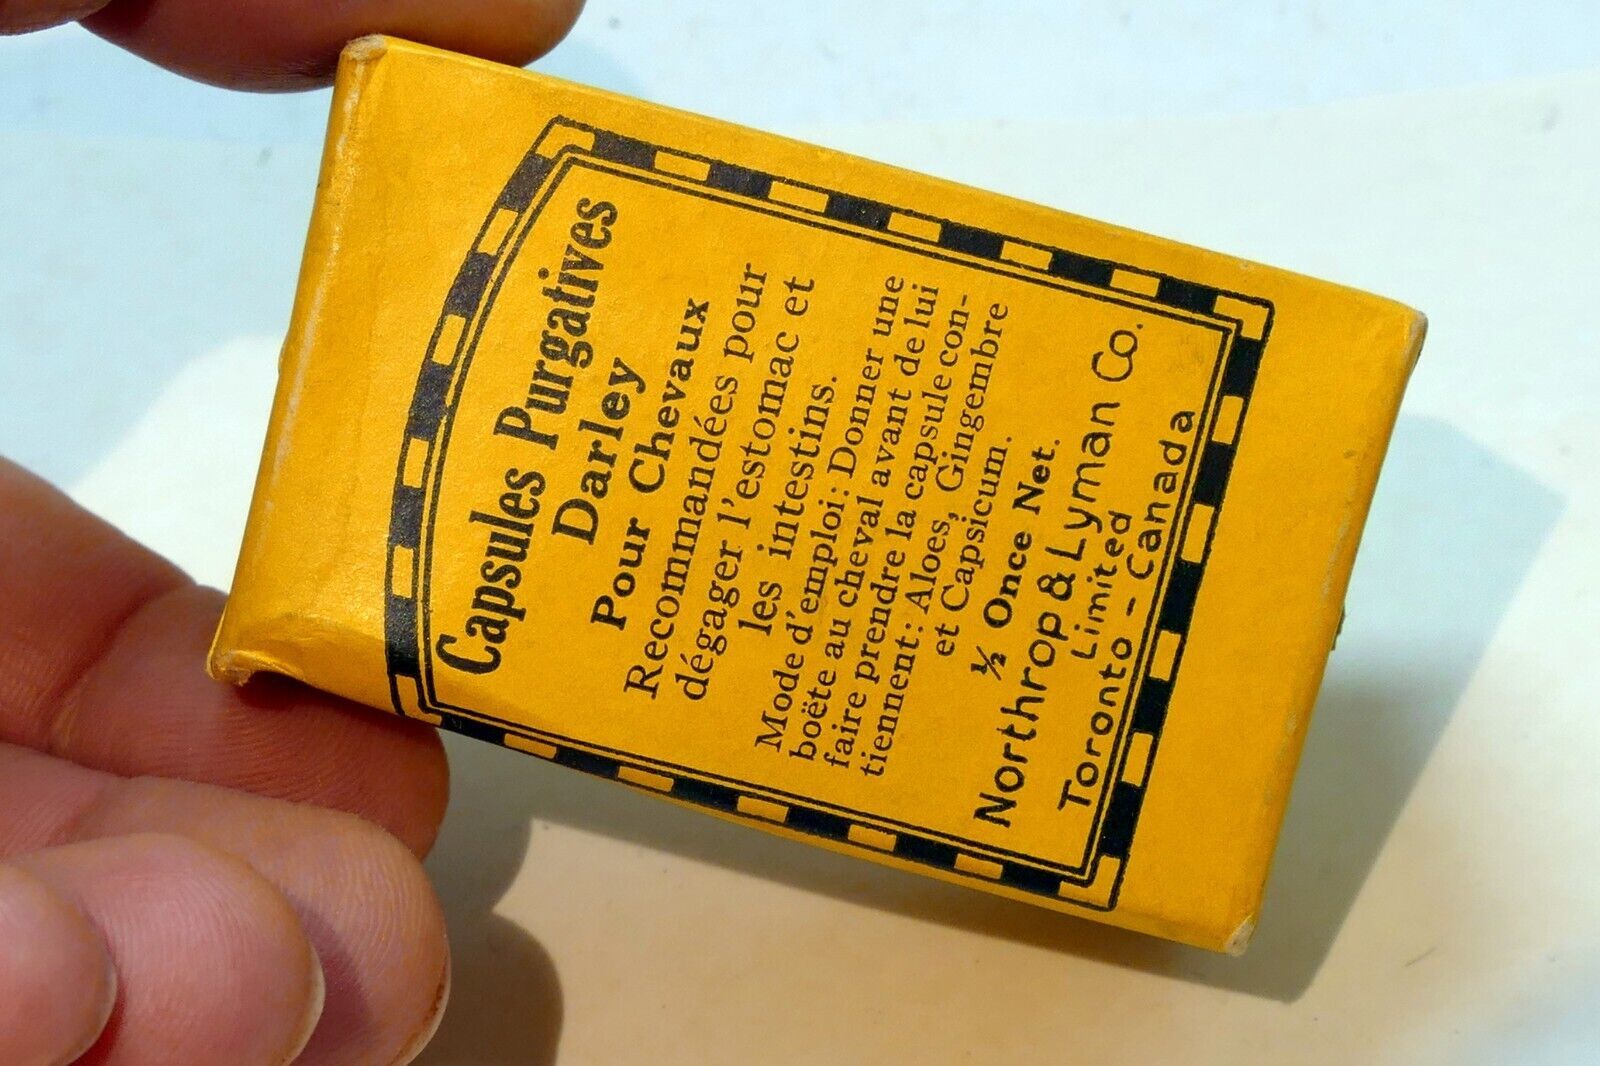 Capsules Purgatives
Darley
Pour Chevaux
Recommandées pour
dégager l'estomac et
les intestins.
Mode d'emploi: Donner une
boëte au cheval avant de lui
faire prendre la capsule con-
tiennent: Aloes, Gingembre
et Capsicum.
½ Once Net.
Northrop & Lyman Co.
Limited
Toronto - Canada